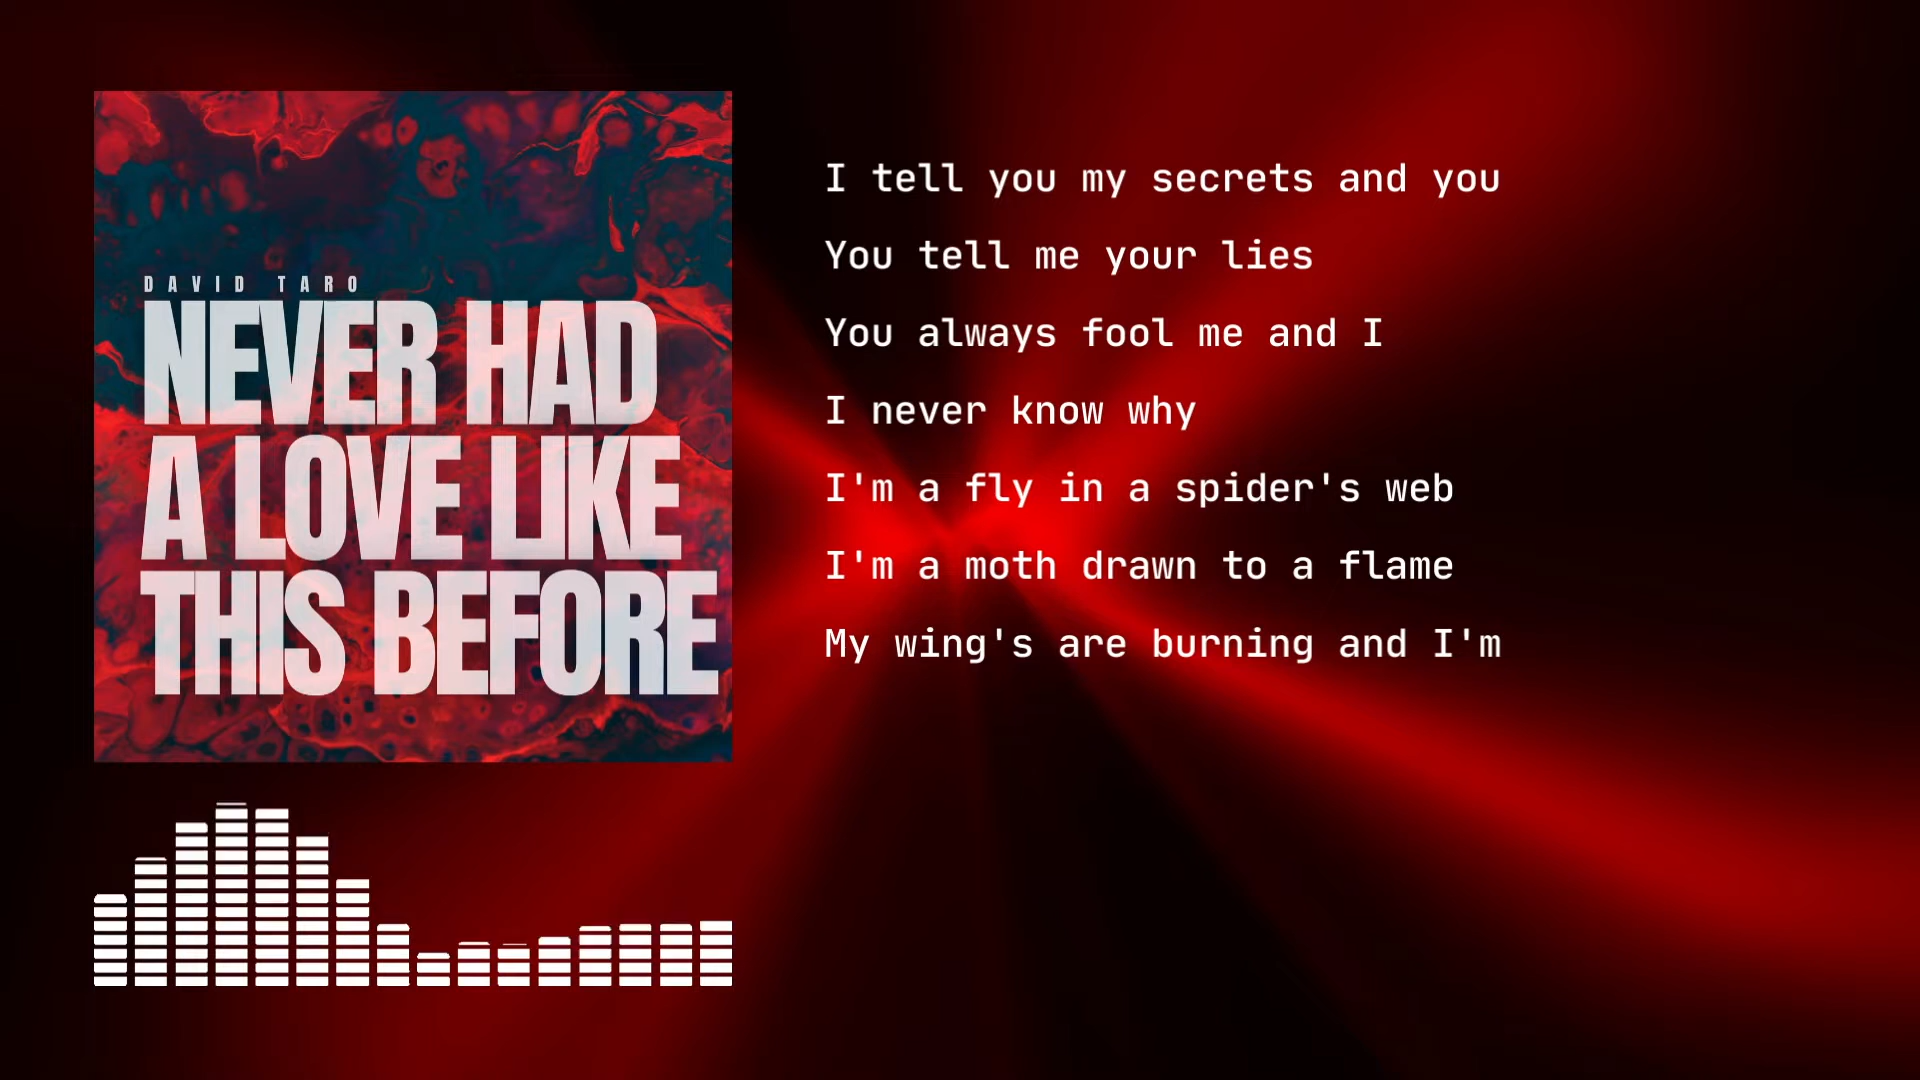 DAVID TARO
NEVER HAD
A LOVE LIKE
THIS BEFORE
I tell you my secrets and you
You tell me your lies
You always fool me and I
I never know why
I'm a fly in a spider's web
I'm a moth drawn to a flame
My wing's are burning and I'm